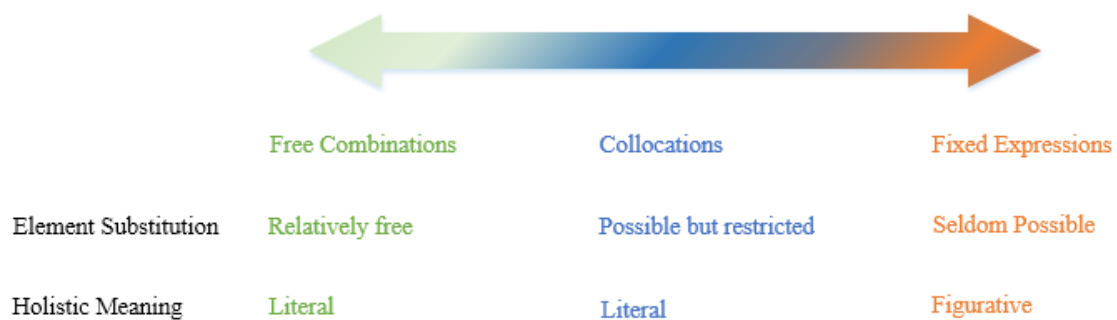 Free Combinations Collocations Fixed Expressions
Element Substitution Relatively free Possible but restricted Seldom Possible
Holistic Meaning Literal Literal Figurative